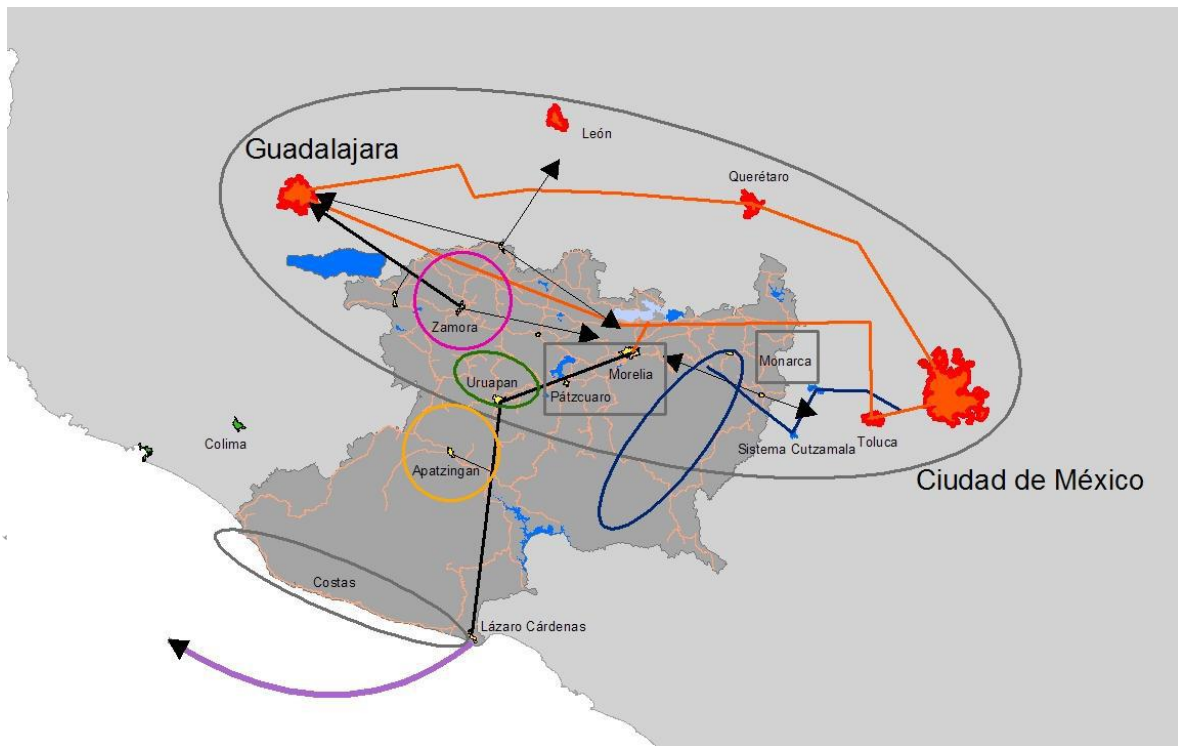 León
Guadalajara
Querétaro
Zamora
Monarca
Morelia
Uruapan
Pátzcuaro
Colima
Toluca
Sistema Cutzamala
Apatzingan
Ciudad de México
Costas
Lázaro Cárdenas